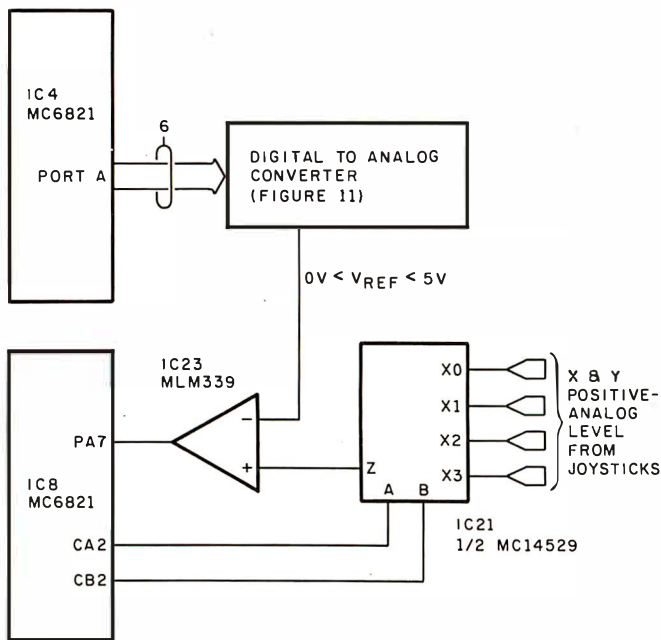 IC4
MC6821
PORT A
6
DIGITAL TO ANALOG
CONVERTER
(FIGURE 11)
0V < VREF < 5V
IC23
MLM339
IC8
MC6821
PA7
CA2
CB2
−
+
Z
A B
X0
X1
X2
X3
IC21
1/2 MC14529
X & Y
POSITIVE-
ANALOG
LEVEL
FROM
JOYSTICKS